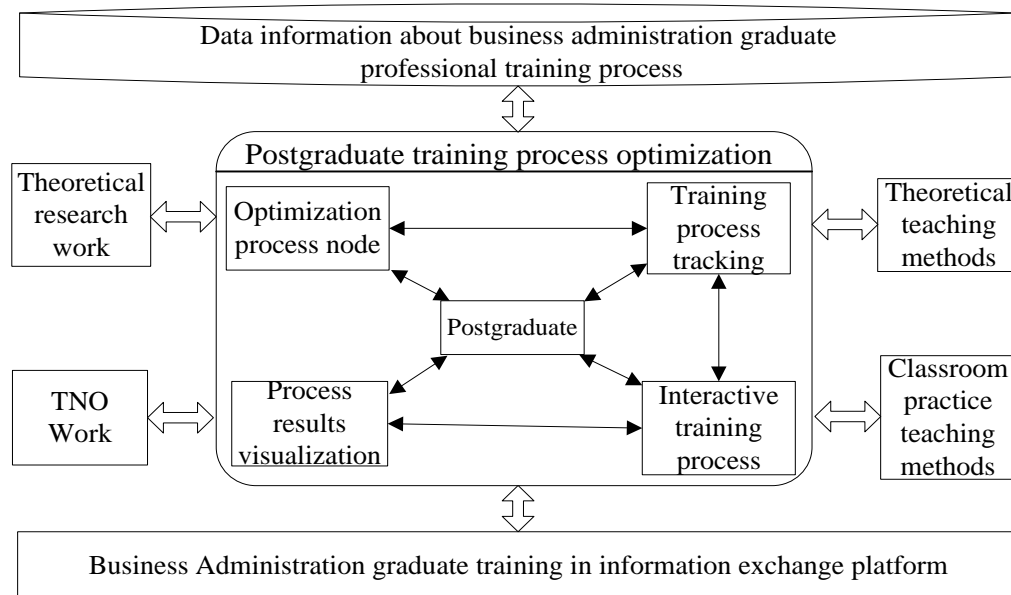 Data information about business administration graduate
professional training process
Postgraduate training process optimization
Theoretical
research
work
Optimization
process node
Training
process
tracking
Theoretical
teaching
methods
Postgraduate
TNO
Work
Process
results
visualization
Interactive
training
process
Classroom
practice
teaching
methods
Business Administration graduate training in information exchange platform